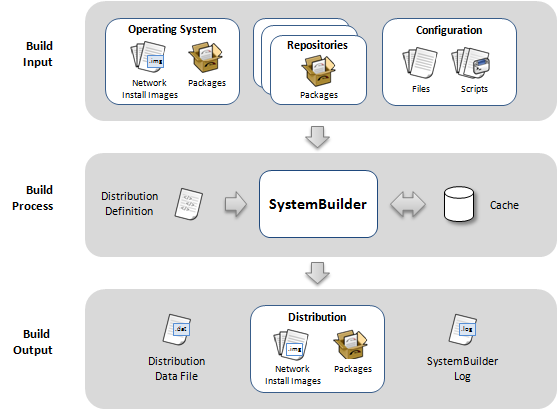 Build
Input
Operating System
.img
Network
Install Images
Packages
Repositories
Packages
Configuration
Files
Scripts
Build
Process
Distribution
Definition
SystemBuilder
Cache
Build
Output
.dat
Distribution
Data File
Distribution
.img
Network
Install Images
Packages
.log
SystemBuilder
Log